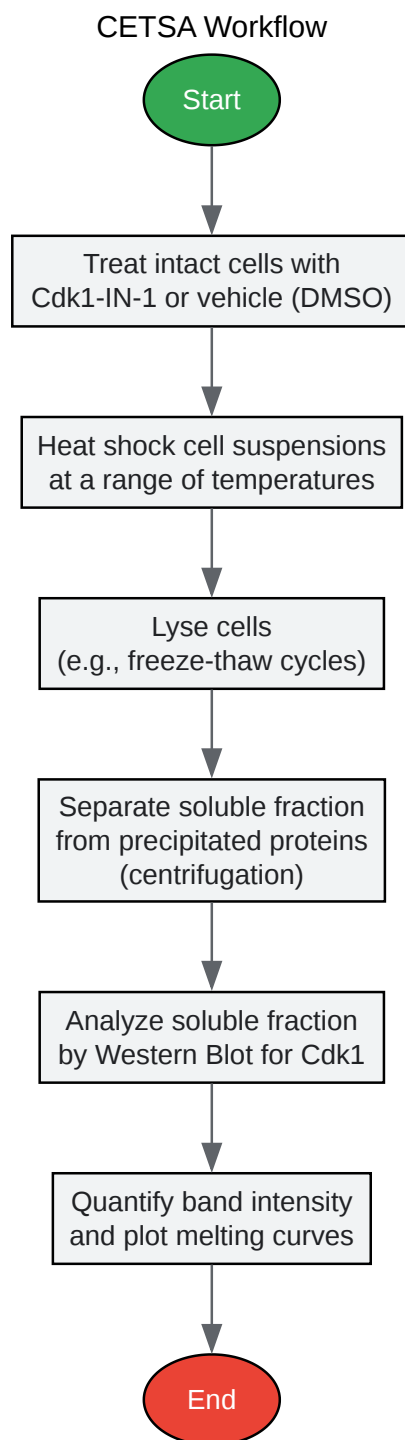 CETSA Workflow
Start
Treat intact cells with
Cdk1-IN-1 or vehicle (DMSO)
Heat shock cell suspensions
at a range of temperatures
Lyse cells
(e.g., freeze-thaw cycles)
Separate soluble fraction
from precipitated proteins
(centrifugation)
Analyze soluble fraction
by Western Blot for Cdk1
Quantify band intensity
and plot melting curves
End